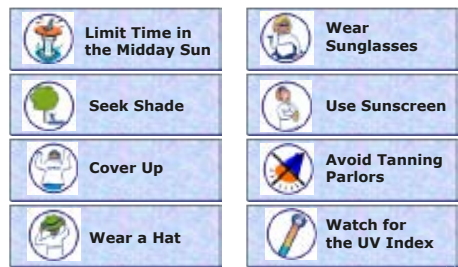 Limit Time in
the Midday Sun
Seek Shade
Cover Up
Wear a Hat
Wear
Sunglasses
Use Sunscreen
Avoid Tanning
Parlors
Watch for
the UV Index